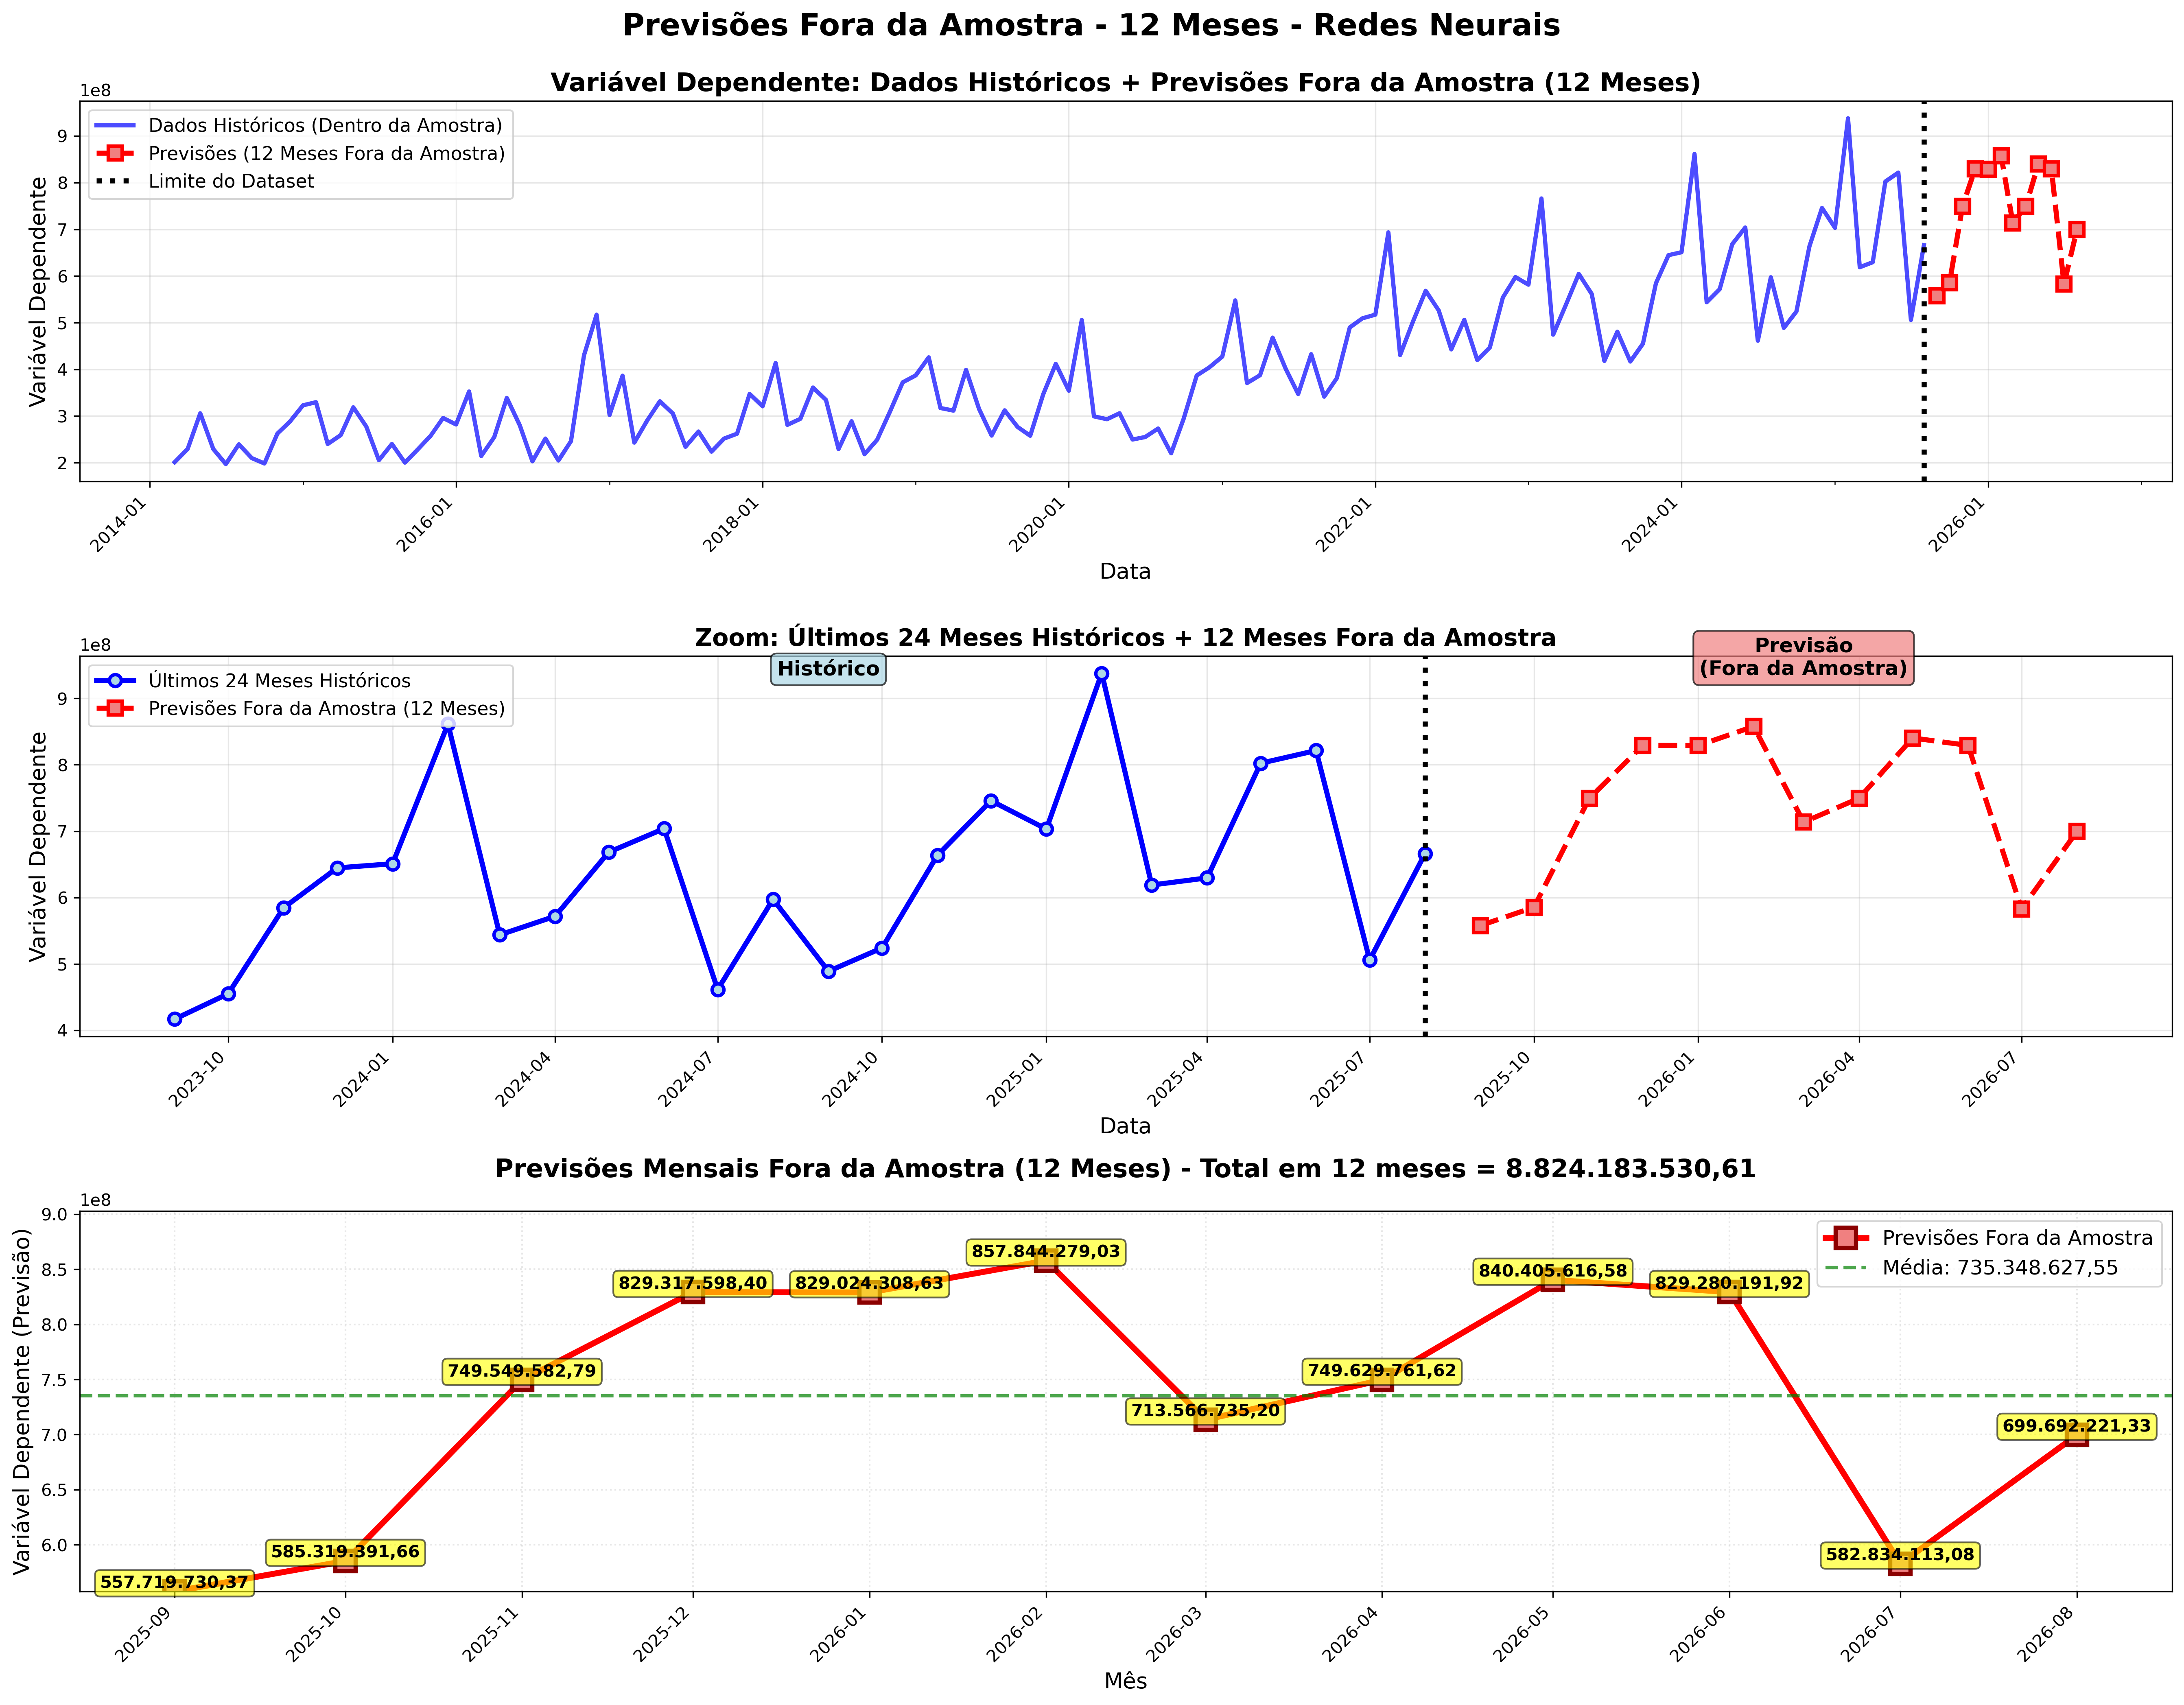 Previsões Fora da Amostra - 12 Meses - Redes Neurais
Variável Dependente: Dados Históricos + Previsões Fora da Amostra (12 Meses)
1e8
Dados Históricos (Dentro da Amostra)
Previsões (12 Meses Fora da Amostra)
Limite do Dataset
Variável Dependente
9
8
7
6
5
4
3
2
2014-01
2016-01
2018-01
2020-01
2022-01
2024-01
2026-01
Data
Zoom: Últimos 24 Meses Históricos + 12 Meses Fora da Amostra
1e8
Últimos 24 Meses Históricos
Previsões Fora da Amostra (12 Meses)
Histórico
Previsão
(Fora da Amostra)
Variável Dependente
9
8
7
6
5
4
2023-10
2024-01
2024-04
2024-07
2024-10
2025-01
2025-04
2025-07
2025-10
2026-01
2026-04
2026-07
Data
Previsões Mensais Fora da Amostra (12 Meses) - Total em 12 meses = 8.824.183.530,61
1e8
Previsões Fora da Amostra
Média: 735.348.627,55
Variável Dependente (Previsão)
9.0
8.5
8.0
7.5
7.0
6.5
6.0
557.719.730,37
585.319.391,66
749.549.582,79
829.317.598,40
829.024.308,63
857.844.279,03
713.566.735,20
749.629.761,62
840.405.616,58
829.280.191,92
582.834.113,08
699.692.221,33
2025-09
2025-10
2025-11
2025-12
2026-01
2026-02
2026-03
2026-04
2026-05
2026-06
2026-07
2026-08
Mês